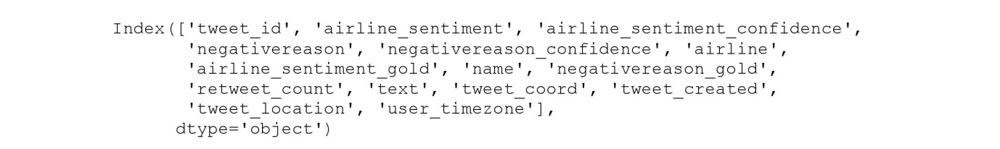 Index(['tweet_id', 'airline_sentiment', 'airline_sentiment_confidence',
'negativereason', 'negativereason_confidence', 'airline',
'airline_sentiment_gold', 'name', 'negativereason_gold',
'retweet_count', 'text', 'tweet_coord', 'tweet_created',
'tweet_location', 'user_timezone'],
dtype='object')